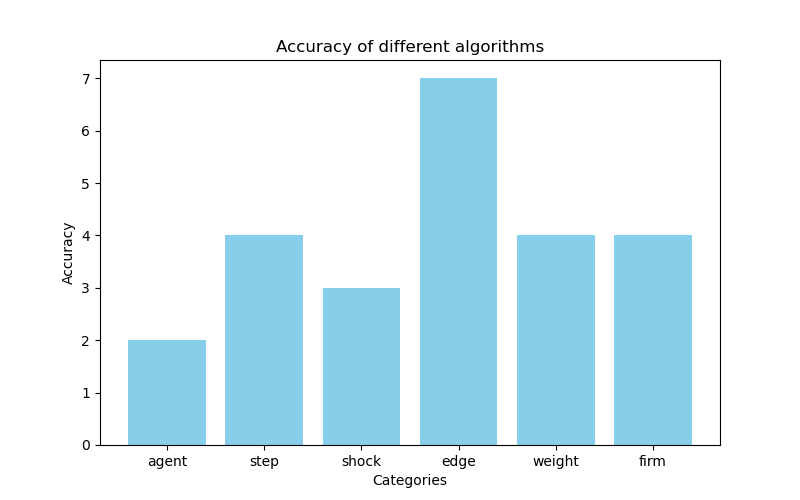 Accuracy of different algorithms
Accuracy
7
6
5
4
3
2
1
0
agent step shock edge weight firm
Categories